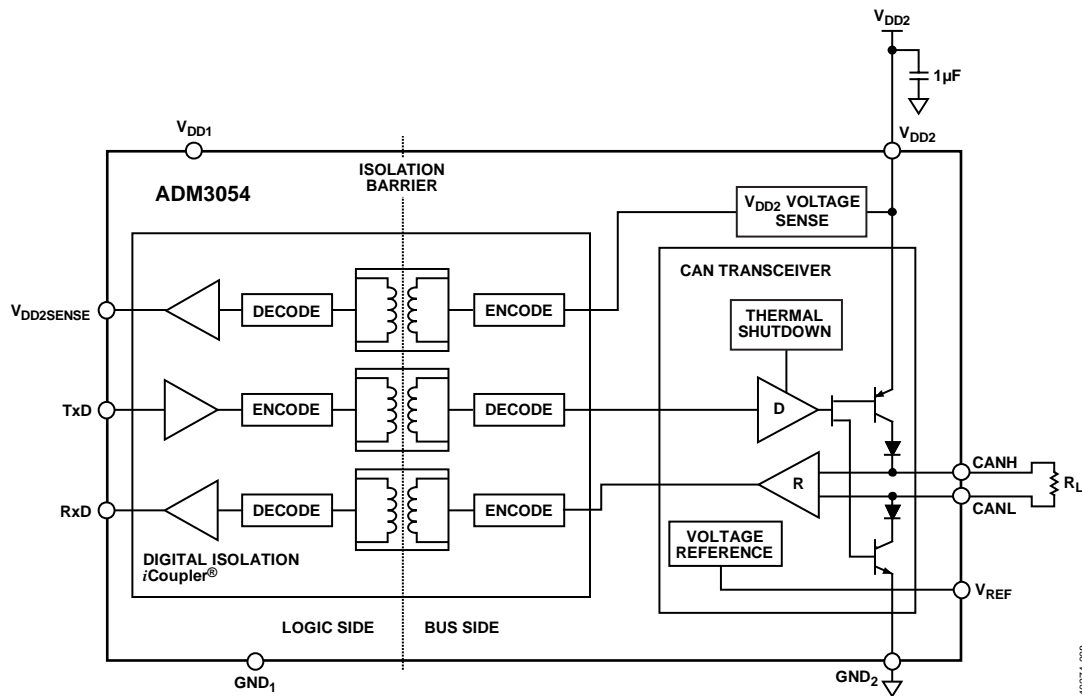 VDD2
1µF
VDD1
VDD2
ADM3054
ISOLATION
BARRIER
VDD2 VOLTAGE
SENSE
CAN TRANSCEIVER
VDD2SENSE
DECODE
ENCODE
THERMAL
SHUTDOWN
TxD
ENCODE
DECODE
D
CANH
RL
CANL
RxD
DECODE
ENCODE
R
VOLTAGE
REFERENCE
DIGITAL ISOLATION
iCoupler®
VREF
LOGIC SIDE
BUS SIDE
GND1
GND2